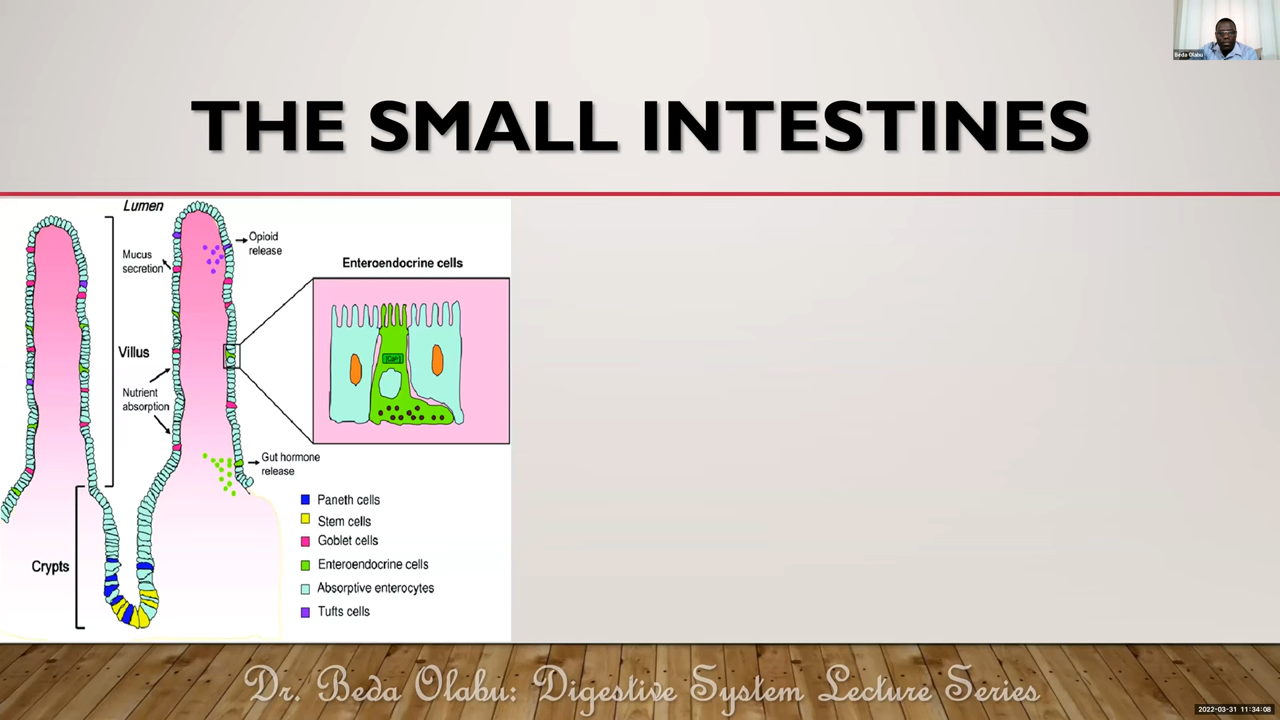 Beda Olabu
THE SMALL INTESTINES
Lumen
Opioid
release
Mucus
secretion
Enteroendocrine cells
Villus
Nutrient
absorption
Gut hormone
release
Paneth cells
Stem cells
Goblet cells
Enteroendocrine cells
Absorptive enterocytes
Tufts cells
Crypts
Dr. Beda Olabu: Digestive System Lecture Series
2022-03-31 11:34:08